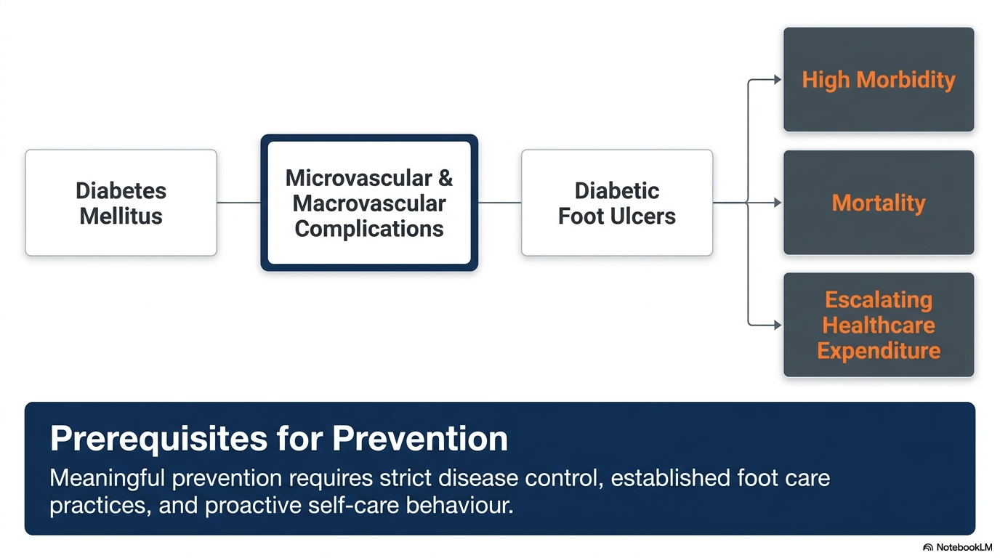 High Morbidity
Diabetes
Mellitus
Microvascular &
Macrovascular
Complications
Diabetic
Foot Ulcers
Mortality
Escalating
Healthcare
Expenditure
Prerequisites for Prevention
Meaningful prevention requires strict disease control, established foot care
practices, and proactive self-care behaviour.
NotebookLM